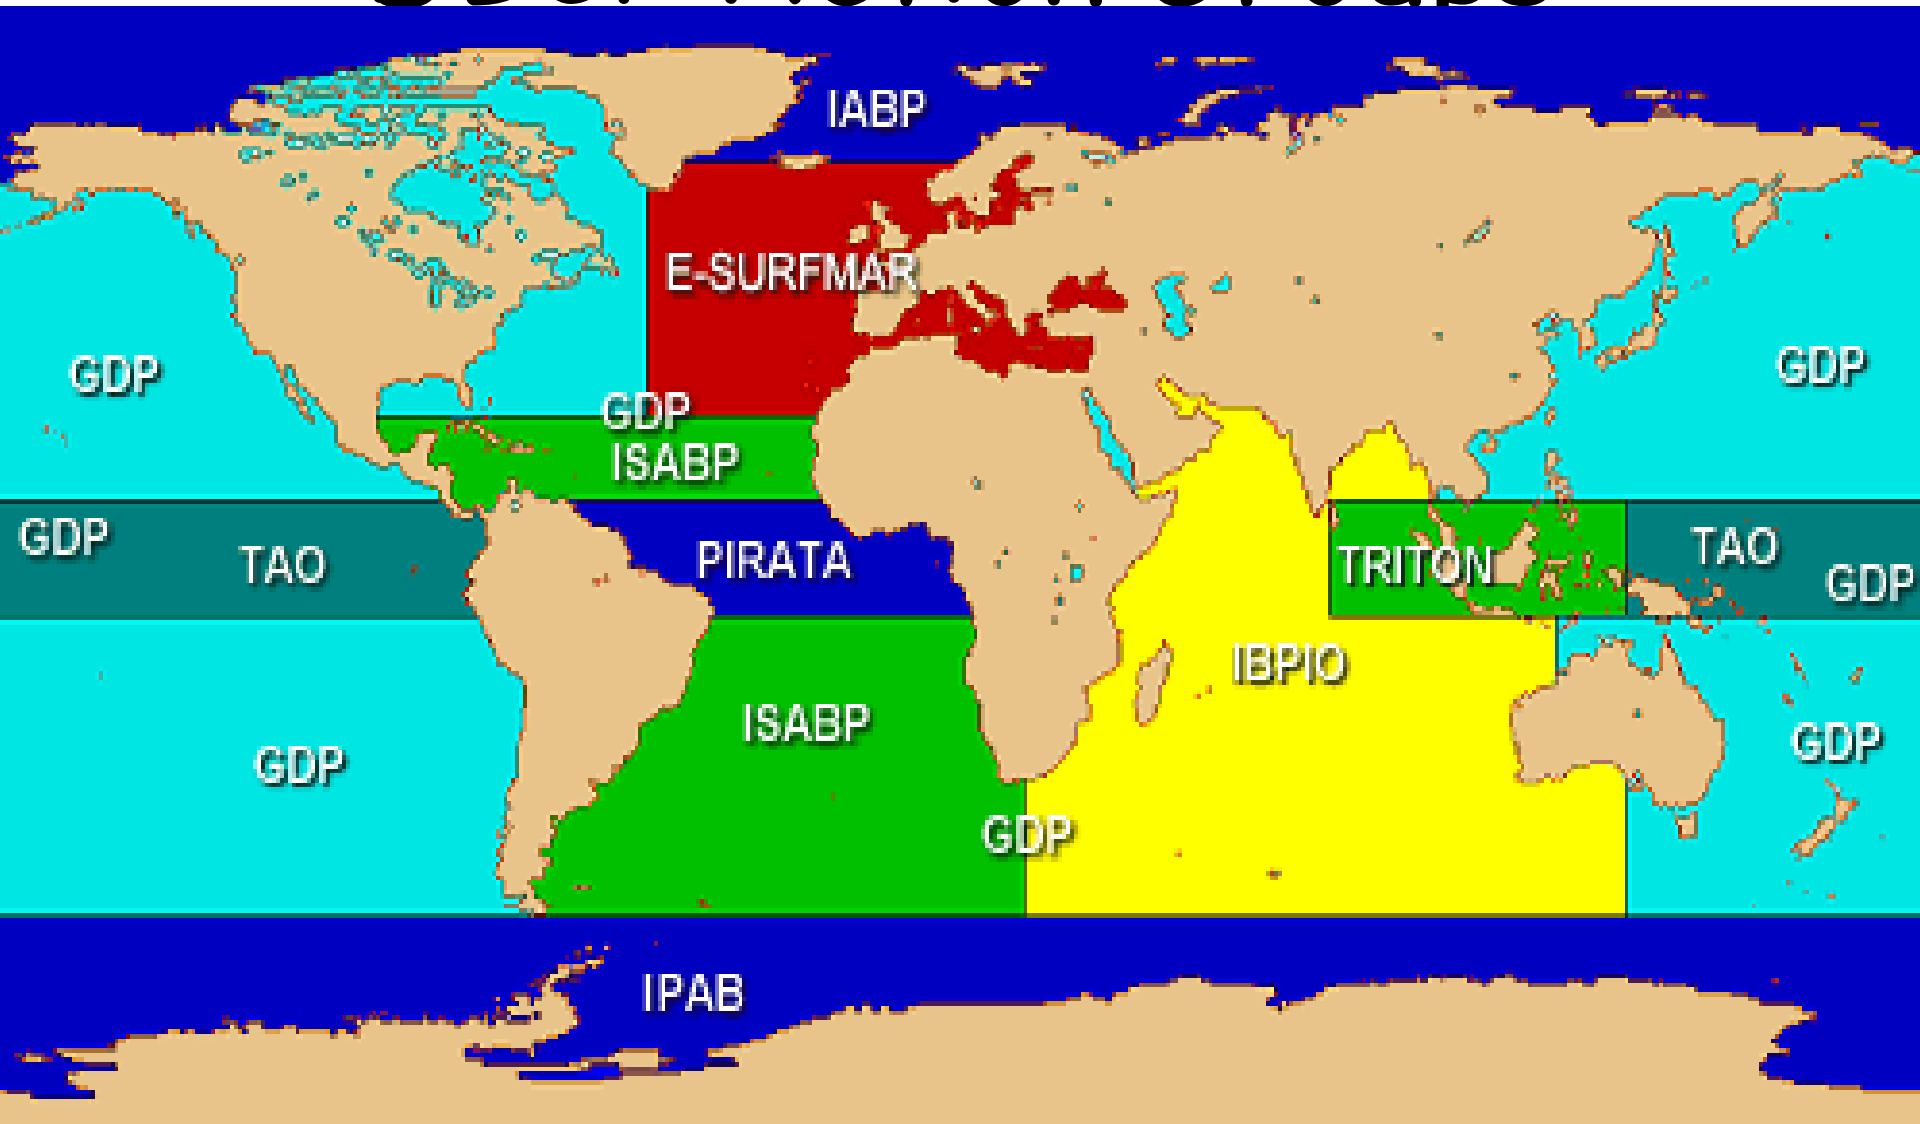 IABP
E-SURFMAR
GDP
GDP
GDP
ISABP
GDP
TAO
PIRATA
TRITON
TAO
GDP
IBPIO
ISABP
GDP
GDP
GDP
IPAB